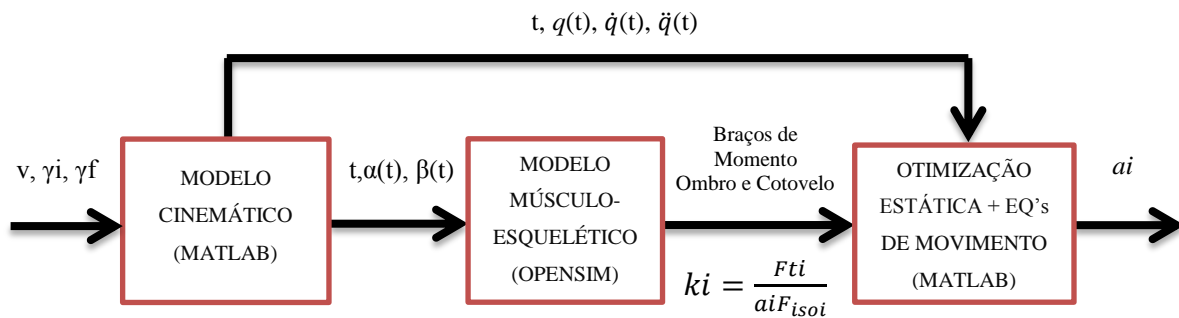 t, q(t), q̇(t), q̈(t)
v, γi, γf
MODELO
CINEMÁTICO
(MATLAB)
t,α(t), β(t)
MODELO
MÚSCULO-
ESQUELÉTICO
(OPENSIM)
Braços de
Momento
Ombro e Cotovelo
ki = Fti / aiF_isoi
OTIMIZAÇÃO
ESTÁTICA + EQ’s
DE MOVIMENTO
(MATLAB)
ai